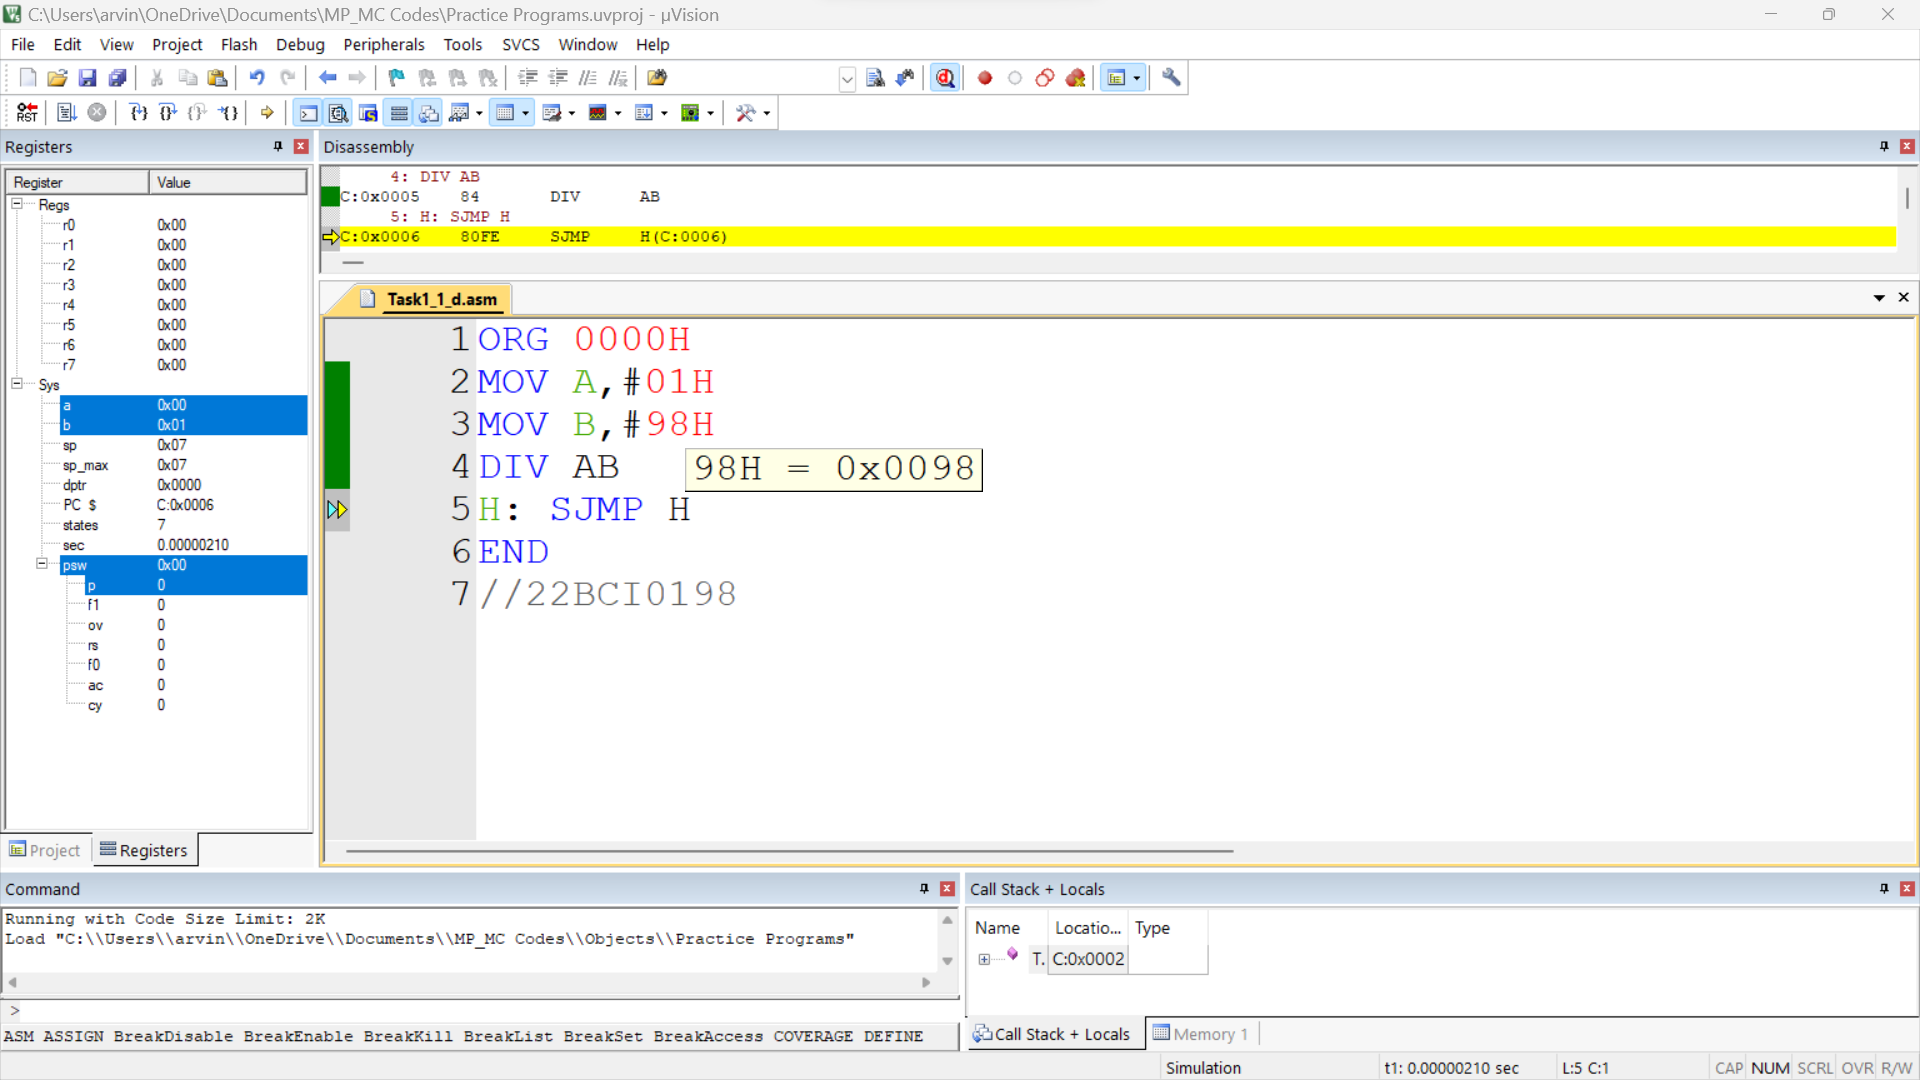 C:\Users\arvin\OneDrive\Documents\MP_MC Codes\Practice Programs.uvproj - µVision
File Edit View Project Flash Debug Peripherals Tools SVCS Window Help
RST
Registers
Register Value
Regs
r0 0x00
r1 0x00
r2 0x00
r3 0x00
r4 0x00
r5 0x00
r6 0x00
r7 0x00
Sys
a 0x00
b 0x01
sp 0x07
sp_max 0x07
dptr 0x0000
PC $ C:0x0006
states 7
sec 0.00000210
psw 0x00
p 0
f1 0
ov 0
rs 0
f0 0
ac 0
cy 0
Project Registers
Disassembly
4: DIV AB
C:0x0005 84 DIV AB
5: H: SJMP H
C:0x0006 80FE SJMP H(C:0006)
Task1_1_d.asm
1 ORG 0000H
2 MOV A,#01H
3 MOV B,#98H
4 DIV AB
98H = 0x0098
5 H: SJMP H
6 END
7 //22BCI0198
Command
Running with Code Size Limit: 2K
Load "C:\\Users\\arvin\\OneDrive\\Documents\\MP_MC Codes\\Objects\\Practice Programs"
>
ASM ASSIGN BreakDisable BreakEnable BreakKill BreakList BreakSet BreakAccess COVERAGE DEFINE
Call Stack + Locals
Name Locatio... Type
T. C:0x0002
Call Stack + Locals Memory 1
Simulation t1: 0.00000210 sec L:5 C:1 CAP NUM SCRL OVR R/W